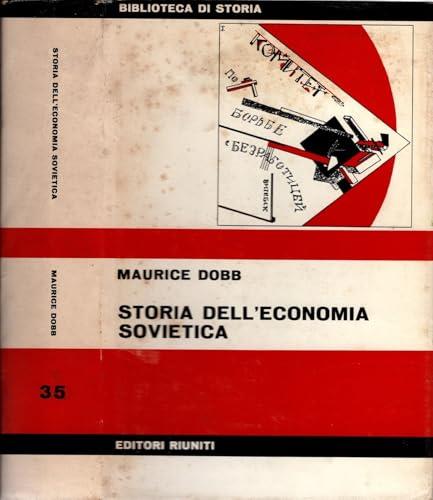 STORIA DELL'ECONOMIA SOVIETICA
MAURICE DOBB
35
BIBLIOTECA DI STORIA
КОМИТЕТ
ПО
БОРЬБЕ
с БЕЗРАБОТИЦЕЙ
MAURICE DOBB
STORIA DELL'ECONOMIA
SOVIETICA
EDITORI RIUNITI